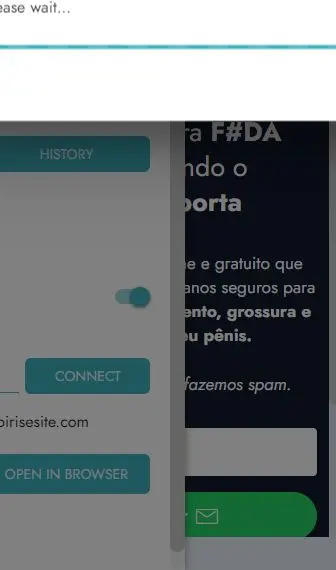 ease wait...
HISTORY
CONNECT
pirisesite.com
OPEN IN BROWSER
ra F#DA
ndo o
porta
e e gratuito que
anos seguros para
ento, grossura e
u pênis.
fazemos spam.